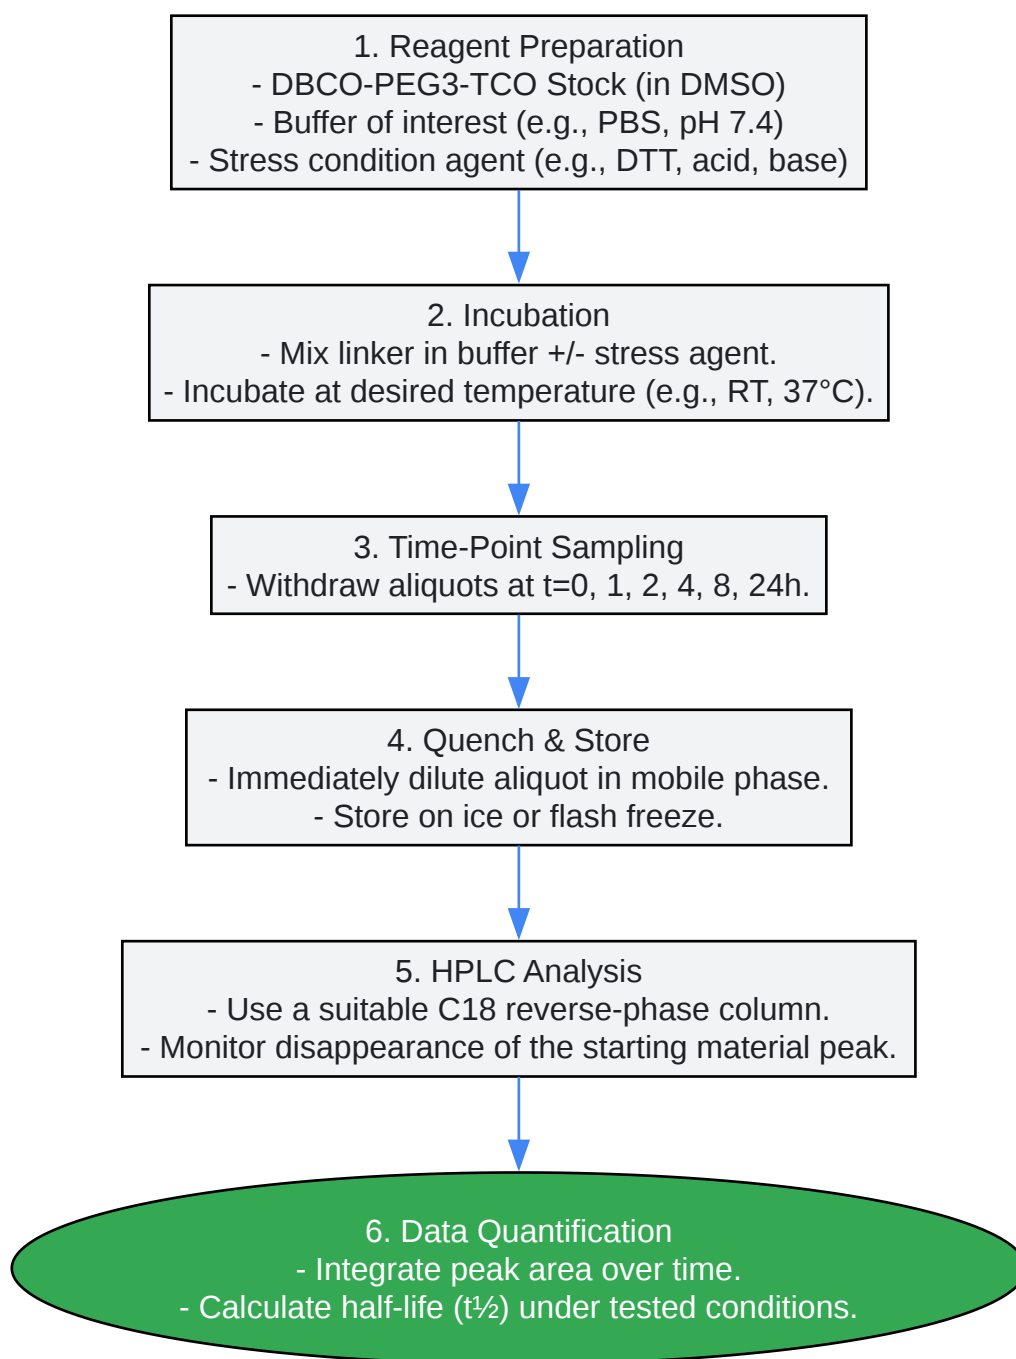 1. Reagent Preparation
- DBCO-PEG3-TCO Stock (in DMSO)
- Buffer of interest (e.g., PBS, pH 7.4)
- Stress condition agent (e.g., DTT, acid, base)
2. Incubation
- Mix linker in buffer +/- stress agent.
- Incubate at desired temperature (e.g., RT, 37°C).
3. Time-Point Sampling
- Withdraw aliquots at t=0, 1, 2, 4, 8, 24h.
4. Quench & Store
- Immediately dilute aliquot in mobile phase.
- Store on ice or flash freeze.
5. HPLC Analysis
- Use a suitable C18 reverse-phase column.
- Monitor disappearance of the starting material peak.
6. Data Quantification
- Integrate peak area over time.
- Calculate half-life (t½) under tested conditions.